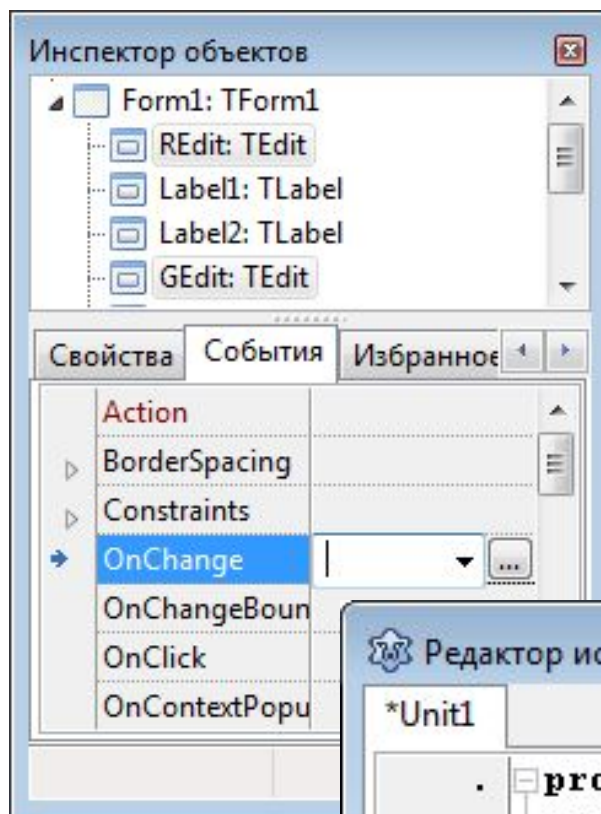 Инспектор объектов
Form1: TForm1
REdit: TEdit
Label1: TLabel
Label2: TLabel
GEdit: TEdit
Свойства События Избранное
Action
BorderSpacing
Constraints
OnChange ...
OnChangeBoun
OnClick
OnContextPopu
Редактор ис
*Unit1
. pro